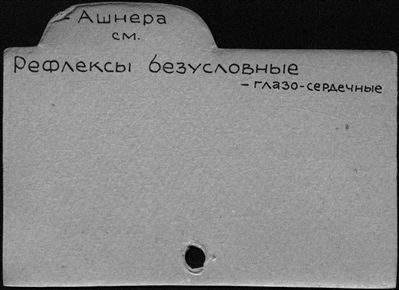 – Ашнера
см.
Рефлексы безусловные
– глазо-сердечные